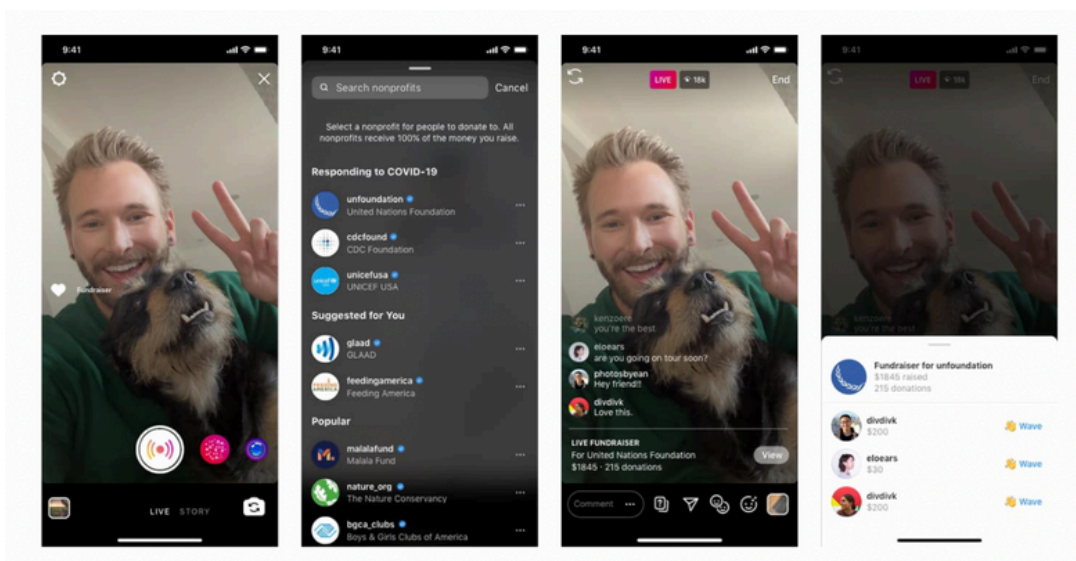 9:41
Fundraiser
LIVE STORY
9:41
Search nonprofits
Cancel
Select a nonprofit for people to donate to. All
nonprofits receive 100% of the money you raise.
Responding to COVID-19
unfoundation
United Nations Foundation
cdcfound
CDC Foundation
unicefusa
UNICEF USA
Suggested for You
glaad
GLAAD
feedingamerica
Feeding America
Popular
malalafund
Malala Fund
nature_org
The Nature Conservancy
bgca_clubs
Boys & Girls Clubs of America
9:41
LIVE 18k End
kenzoere
you're the best
eloears
are you going on tour soon?
photosbyean
Hey friend!!
divdivk
Love this.
LIVE FUNDRAISER
For United Nations Foundation
$1845 · 215 donations
View
Comment
9:41
LIVE 18k End
kenzoere
you're the best
Fundraiser for unfoundation
$1845 raised
215 donations
divdivk
$200
Wave
eloears
$30
Wave
divdivk
$200
Wave